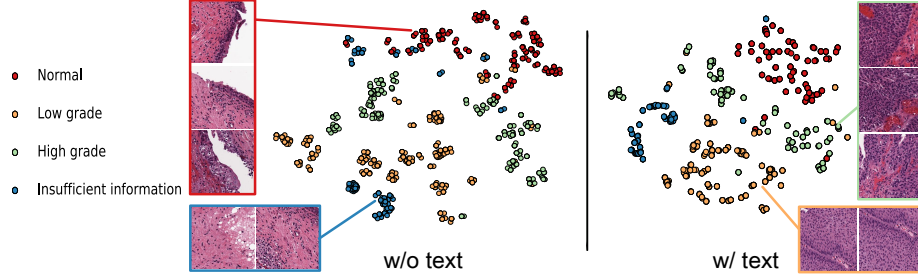 Normal
Low grade
High grade
Insufficient information
w/o text
w/ text